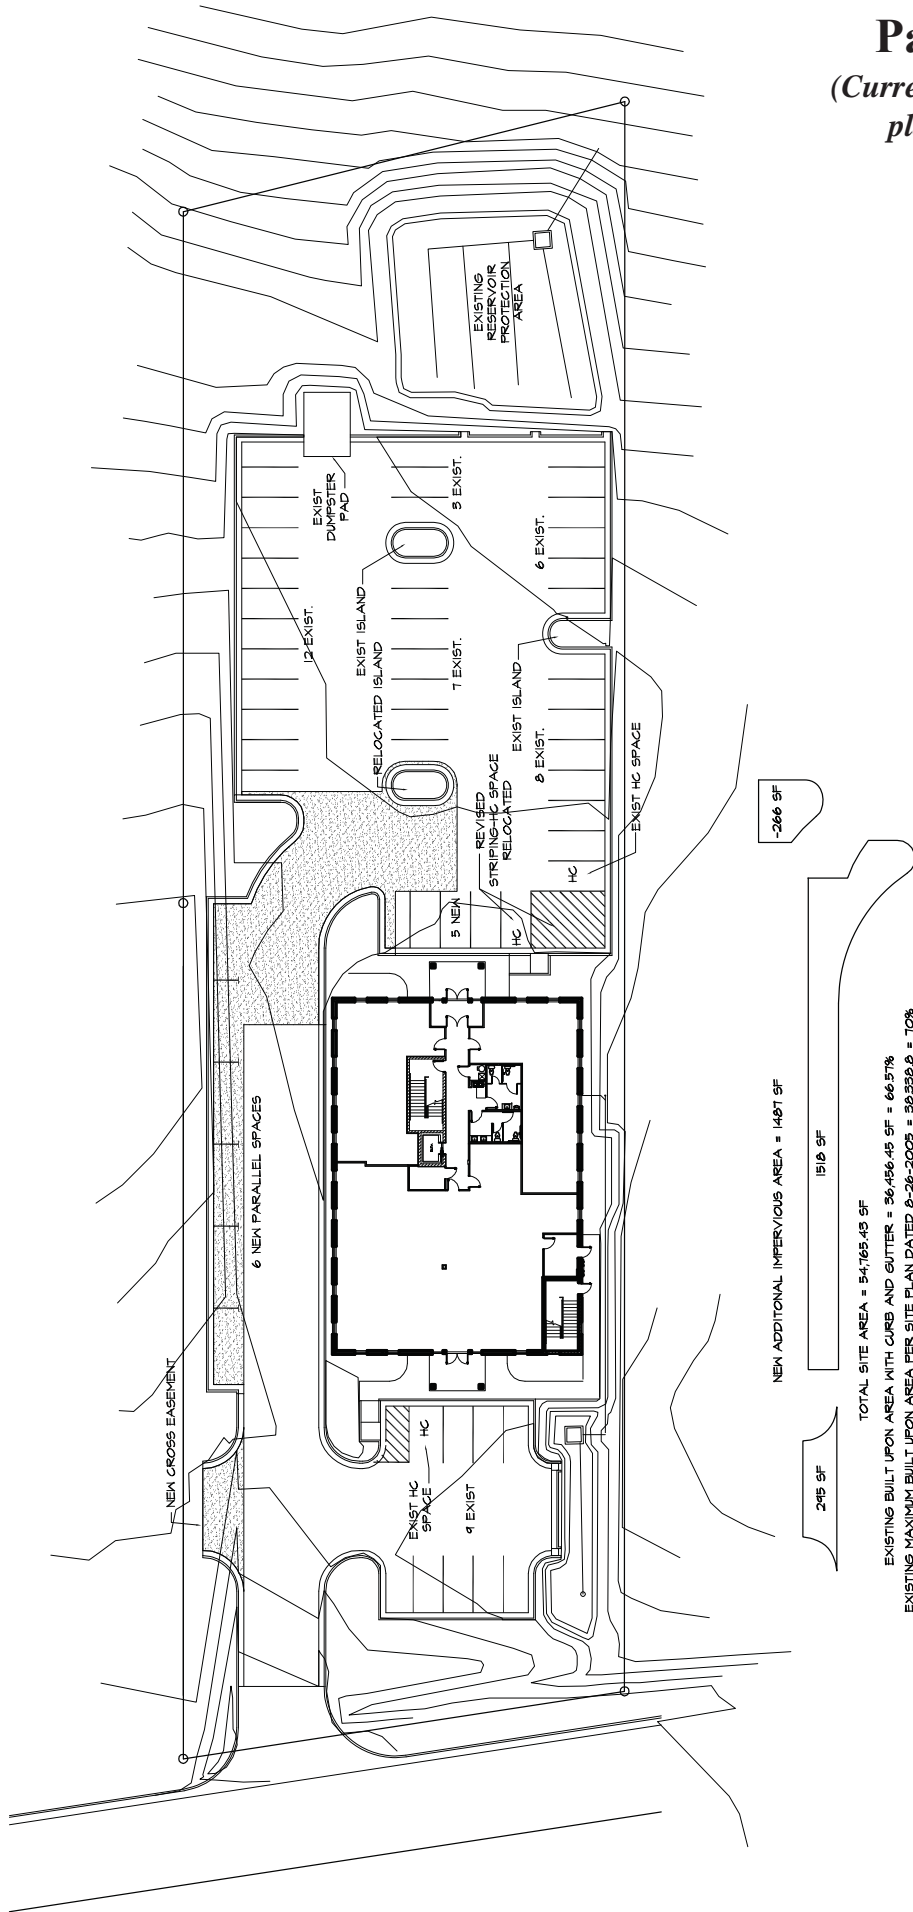 Pa
(Curre
pl
EXISTING
RESERVOIR
PROTECTION
AREA
EXIST
DUMPSTER
PAD
3 EXIST.
6 EXIST.
12 EXIST.
EXIST ISLAND
RELOCATED ISLAND
7 EXIST.
EXIST ISLAND
8 EXIST.
REVISED
STRIPING-HC SPACE
RELOCATED
EXIST HC SPACE
HC
5 NEW
HC
6 NEW PARALLEL SPACES
NEW CROSS EASEMENT
EXIST HC
SPACE
HC
9 EXIST
-266 SF
1518 SF
295 SF
NEW ADDITONAL IMPERVIOUS AREA = 1487 SF
TOTAL SITE AREA = 54,765.43 SF
EXISTING BUILT UPON AREA WITH CURB AND GUTTER = 36,456.45 SF = 66.57%
EXISTING MAXIMUM BUILT UPON AREA PER SITE PLAN DATED 8-26-2005 = 38338.8 = 70%